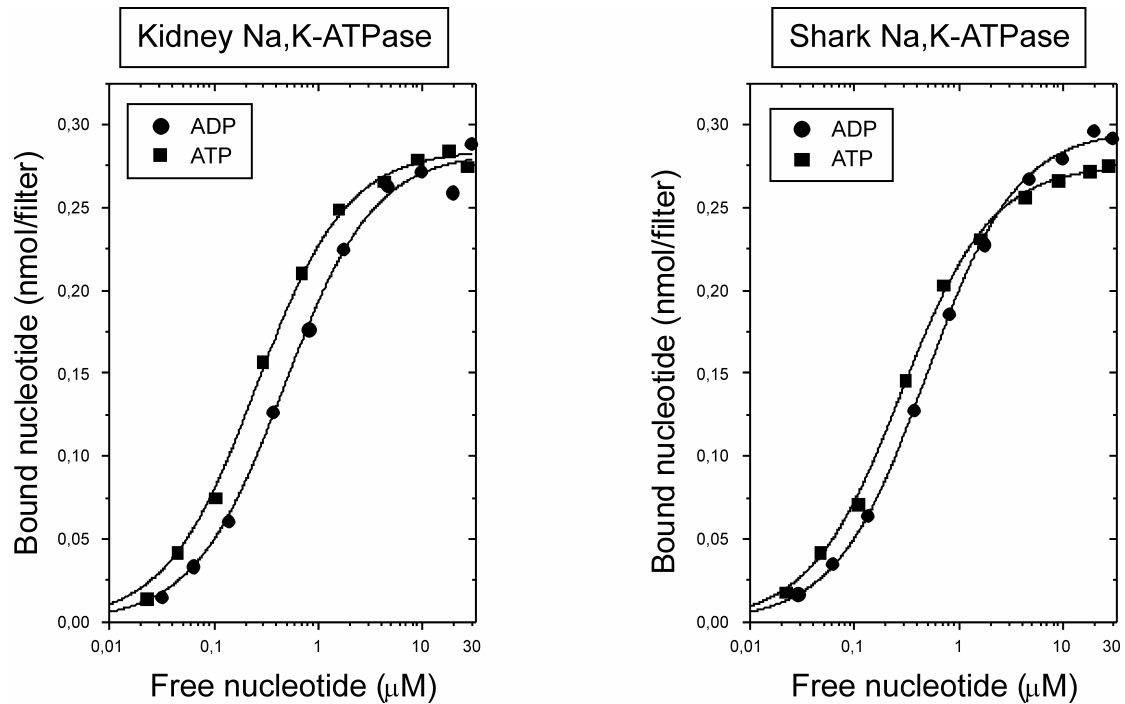 Kidney Na,K-ATPase
ADP
ATP
Bound nucleotide (nmol/filter)
0,30
0,25
0,20
0,15
0,10
0,05
0,00
0,01
0,1
1
10
30
Free nucleotide (μM)
Shark Na,K-ATPase
ADP
ATP
Bound nucleotide (nmol/filter)
0,30
0,25
0,20
0,15
0,10
0,05
0,00
0,01
0,1
1
10
30
Free nucleotide (μM)